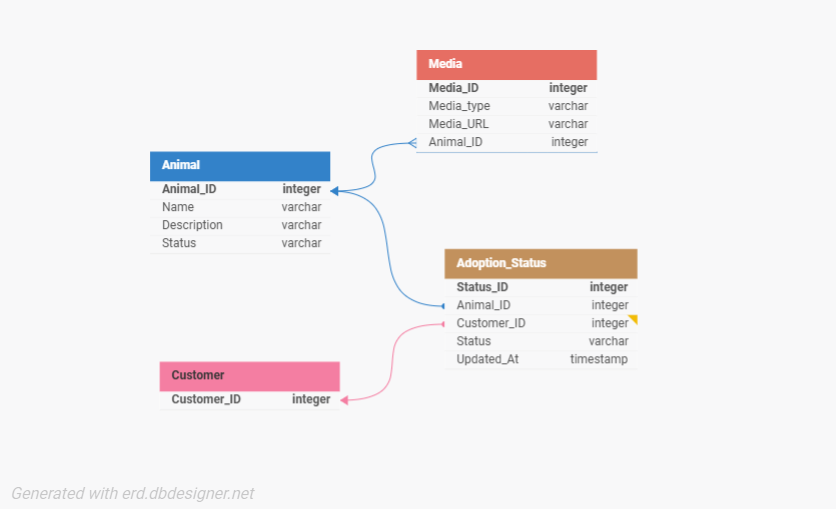 Media
Media_ID integer
Media_type varchar
Media_URL varchar
Animal_ID integer
Animal
Animal_ID integer
Name varchar
Description varchar
Status varchar
Adoption_Status
Status_ID integer
Animal_ID integer
Customer_ID integer
Status varchar
Updated_At timestamp
Customer
Customer_ID integer
Generated with erd.dbdesigner.net